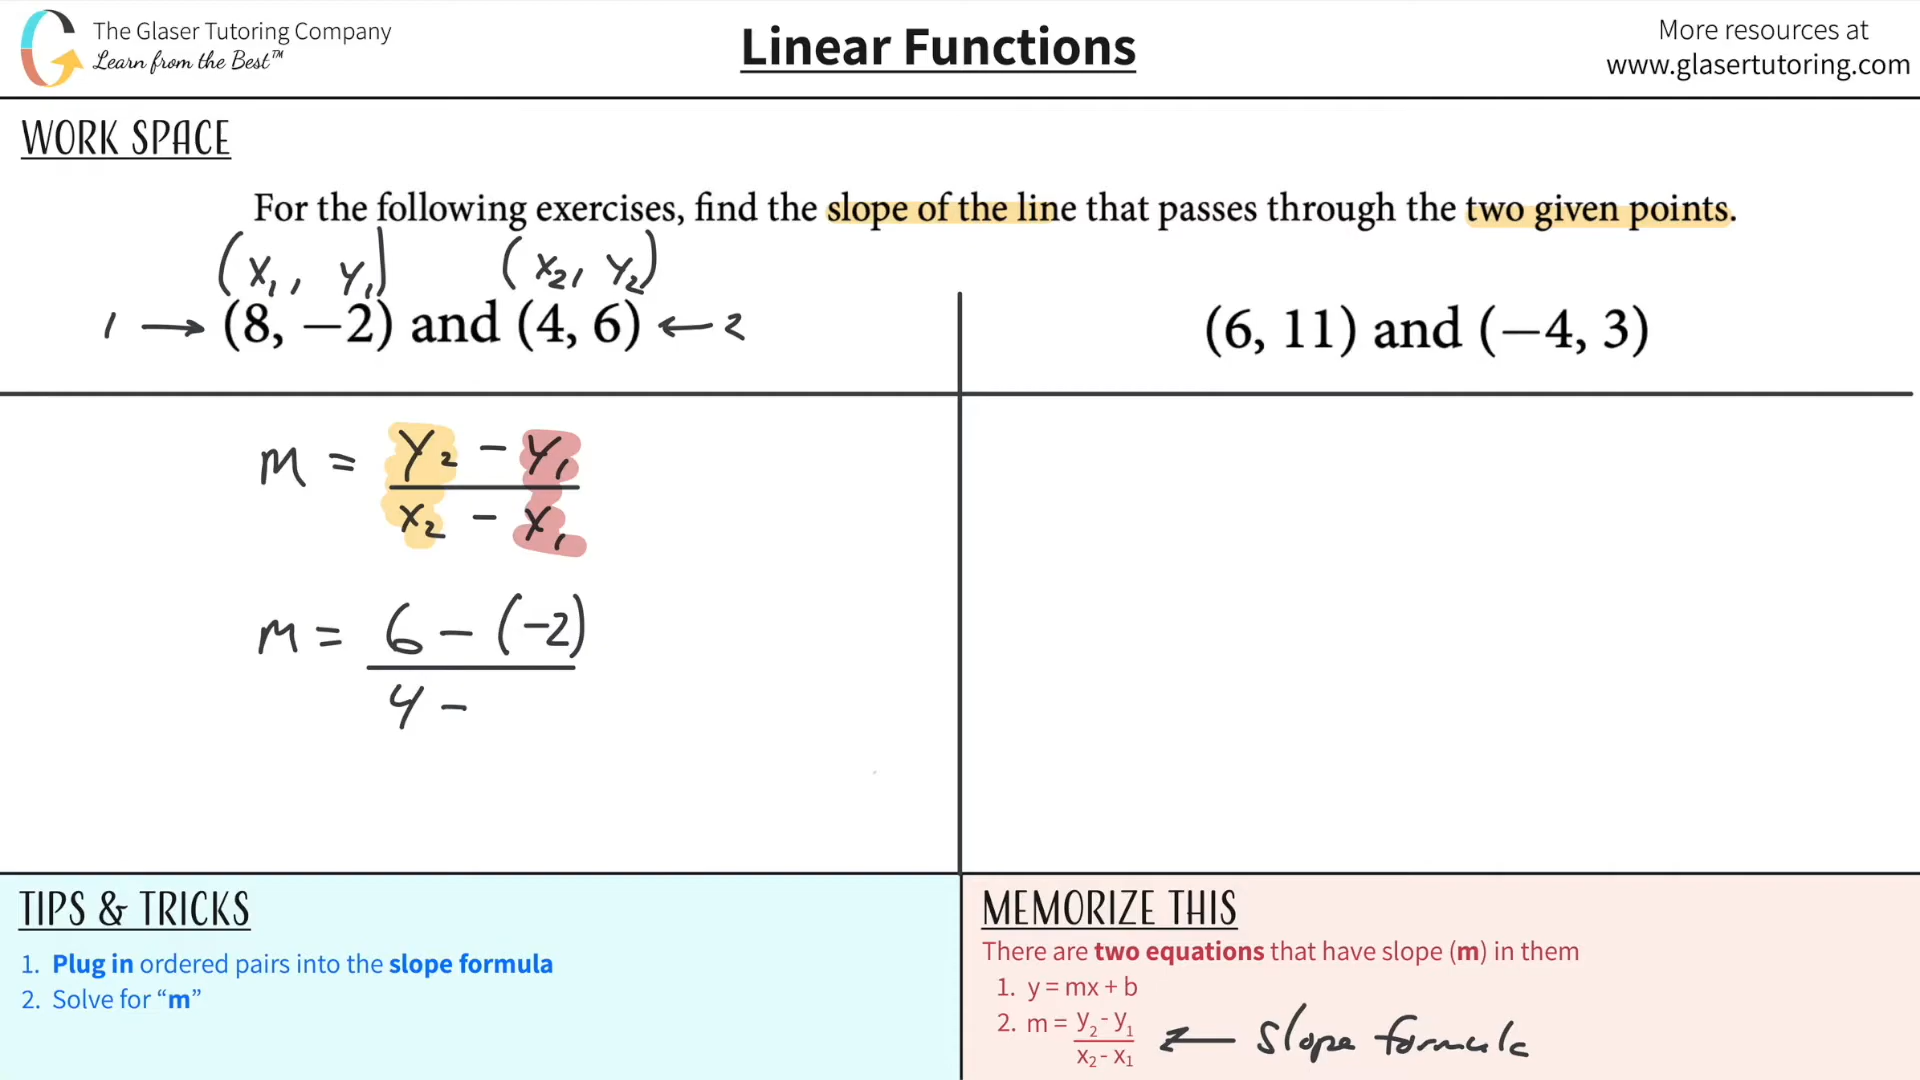 The Glaser Tutoring Company
Learn from the Best™
Linear Functions
More resources at
www.glasertutoring.com
WORK SPACE
For the following exercises, find the slope of the line that passes through the two given points.
(x₁, y₁) (x₂, y₂)
1 → (8, −2) and (4, 6) ← 2
(6, 11) and (−4, 3)
m = y₂ − y₁
x₂ − x₁
m = 6 − (−2)
4 −
TIPS & TRICKS
1. Plug in ordered pairs into the slope formula
2. Solve for “m”
MEMORIZE THIS
There are two equations that have slope (m) in them
1. y = mx + b
2. m = y₂ - y₁
x₂ - x₁
← slope formula